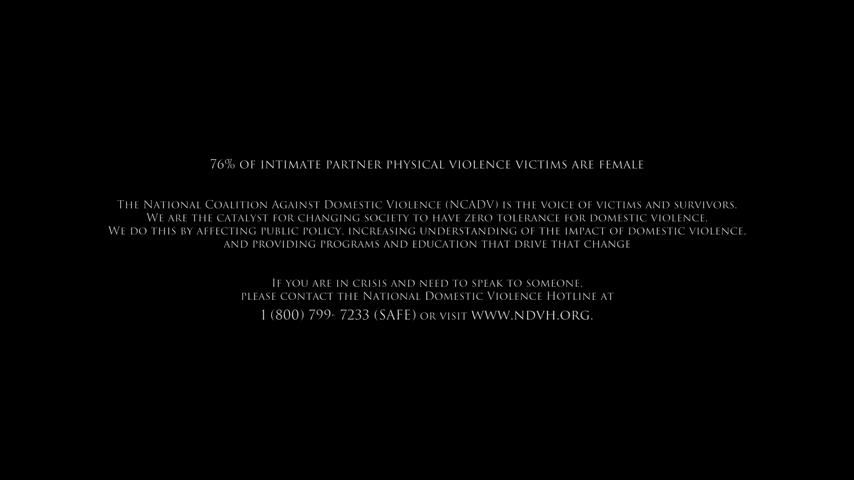 76% OF INTIMATE PARTNER PHYSICAL VIOLENCE VICTIMS ARE FEMALE
THE NATIONAL COALITION AGAINST DOMESTIC VIOLENCE (NCADV) IS THE VOICE OF VICTIMS AND SURVIVORS.
WE ARE THE CATALYST FOR CHANGING SOCIETY TO HAVE ZERO TOLERANCE FOR DOMESTIC VIOLENCE.
WE DO THIS BY AFFECTING PUBLIC POLICY, INCREASING UNDERSTANDING OF THE IMPACT OF DOMESTIC VIOLENCE,
AND PROVIDING PROGRAMS AND EDUCATION THAT DRIVE THAT CHANGE
IF YOU ARE IN CRISIS AND NEED TO SPEAK TO SOMEONE,
PLEASE CONTACT THE NATIONAL DOMESTIC VIOLENCE HOTLINE AT
1 (800) 799- 7233 (SAFE) OR VISIT WWW.NDVH.ORG.